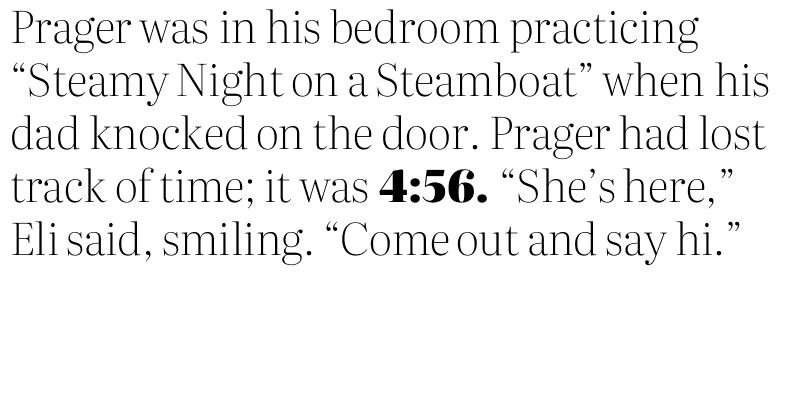 Prager was in his bedroom practicing
“Steamy Night on a Steamboat” when his
dad knocked on the door. Prager had lost
track of time; it was 4:56. “She’s here,”
Eli said, smiling. “Come out and say hi.”